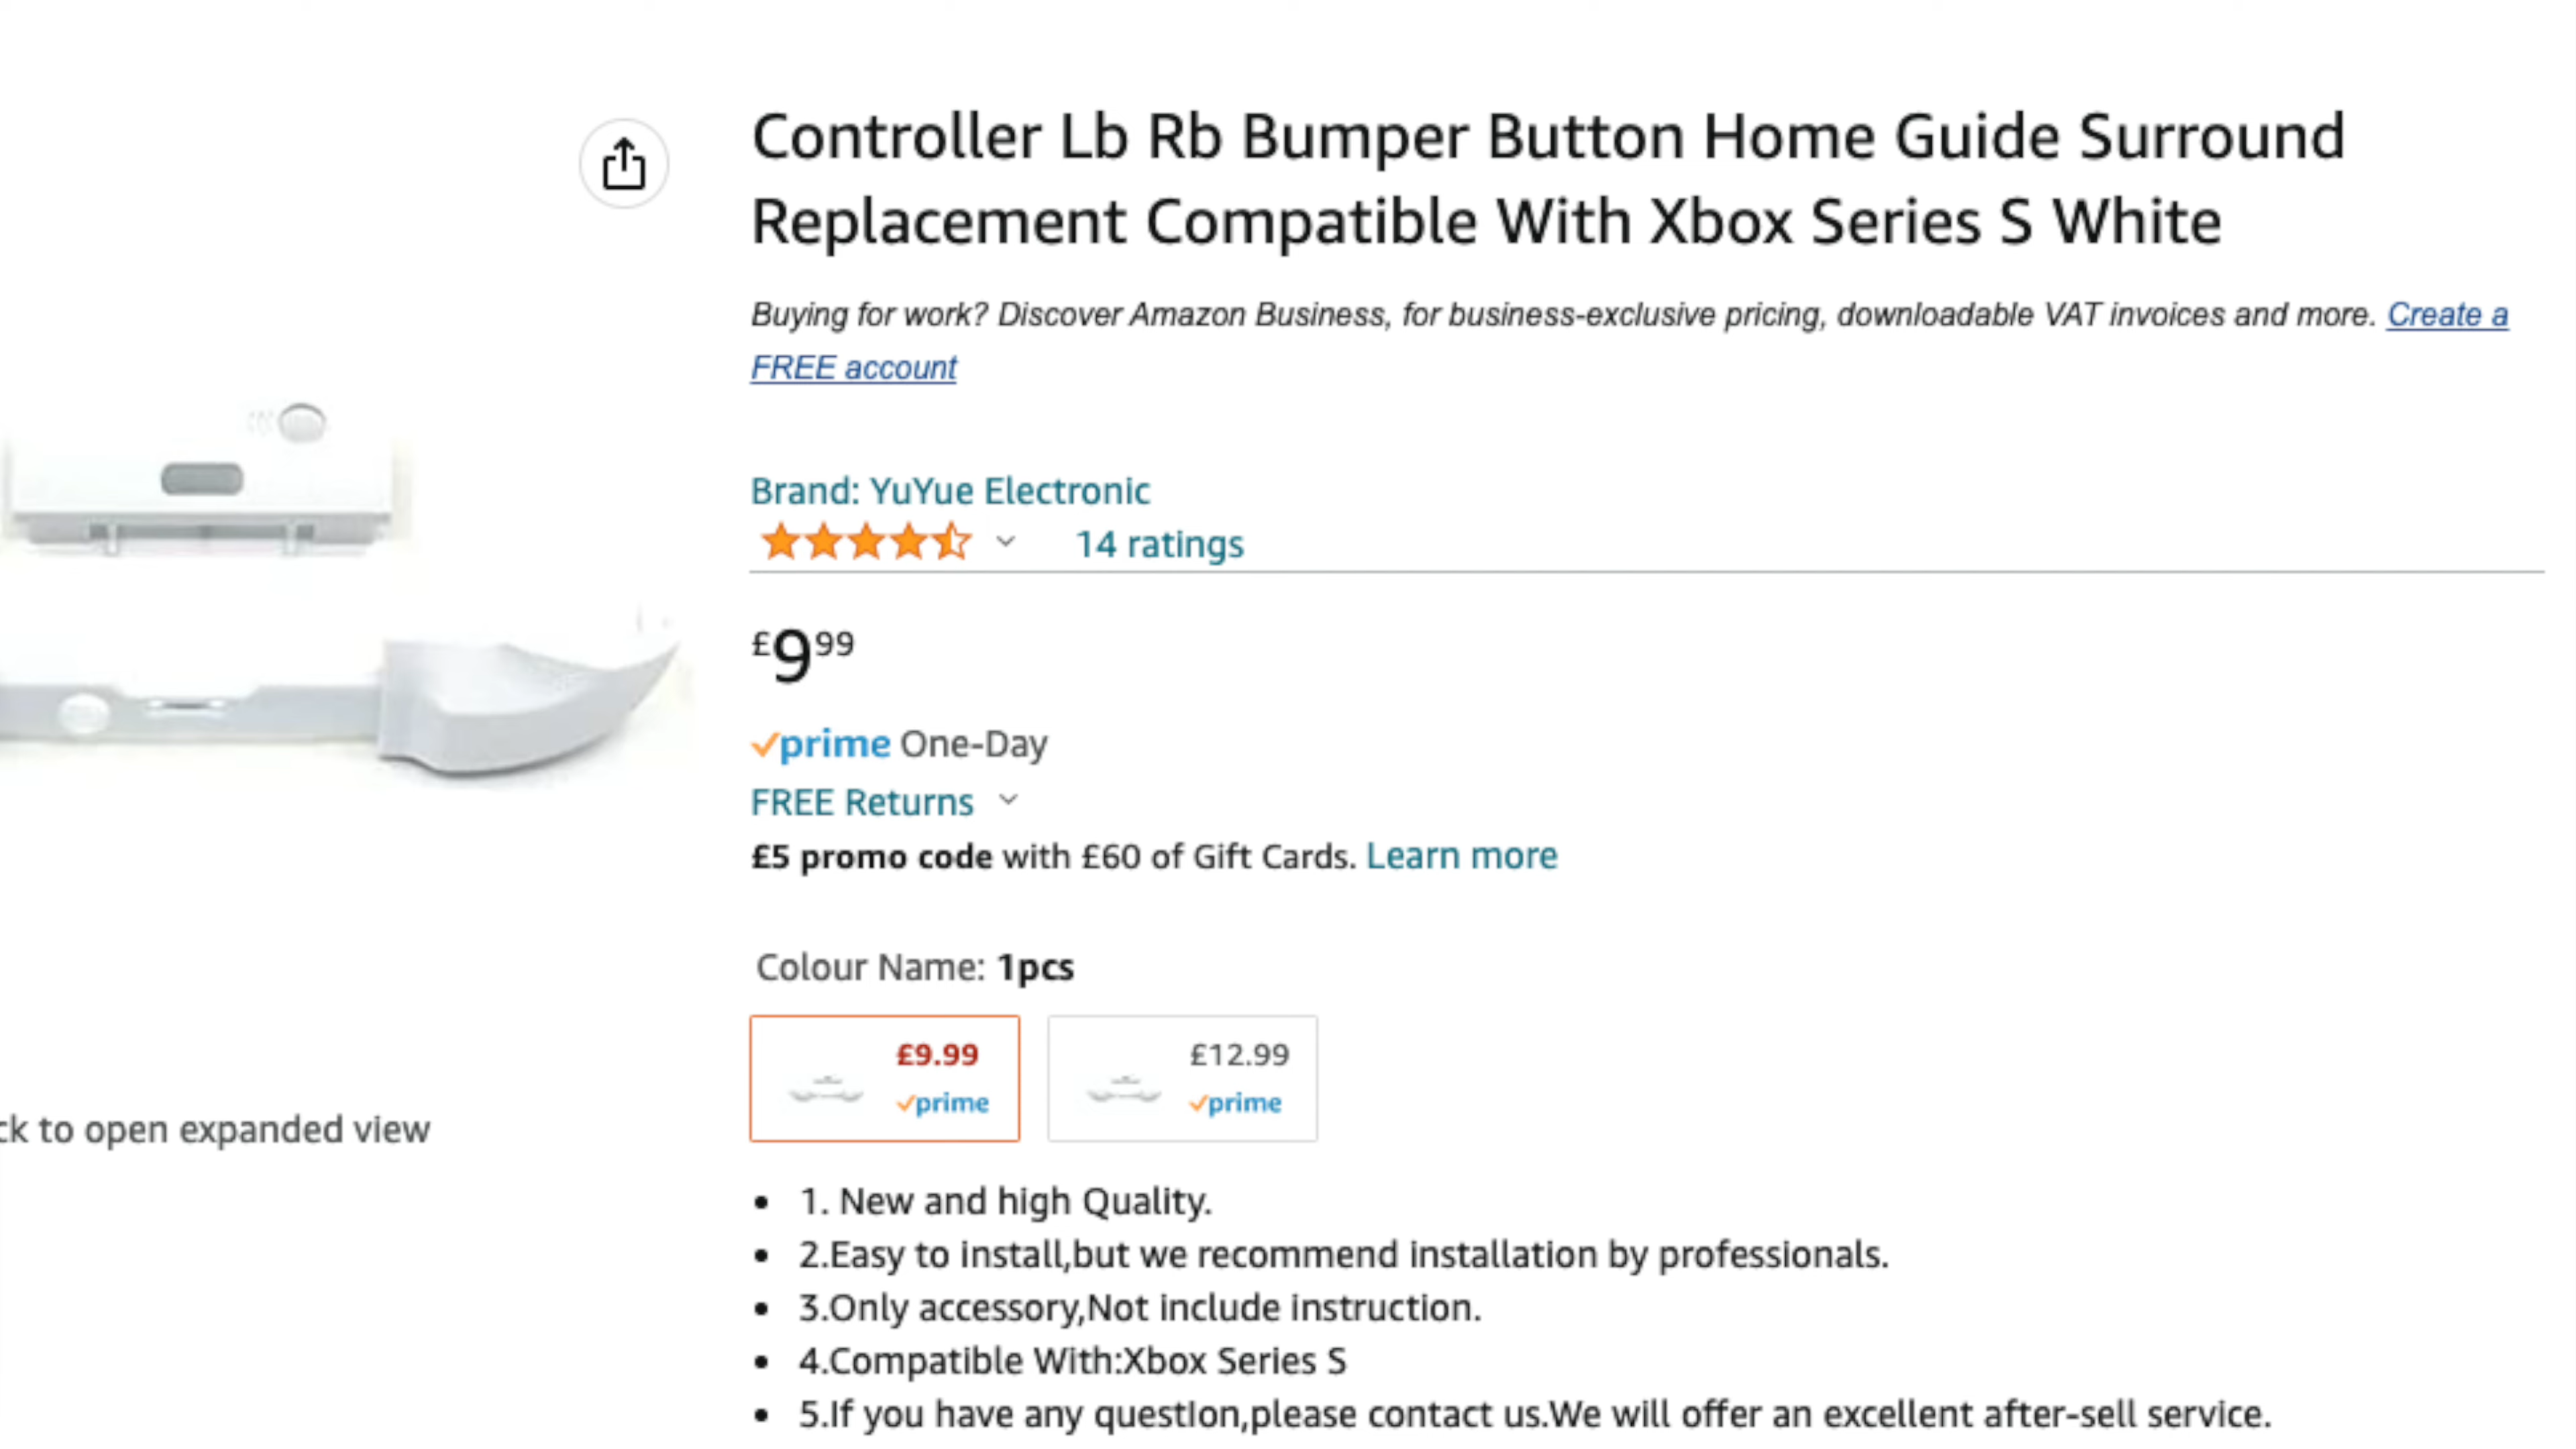 Controller Lb Rb Bumper Button Home Guide Surround
Replacement Compatible With Xbox Series S White
Buying for work? Discover Amazon Business, for business-exclusive pricing, downloadable VAT invoices and more. Create a
FREE account
Brand: YuYue Electronic
14 ratings
£9 99
prime One-Day
FREE Returns
£5 promo code with £60 of Gift Cards. Learn more
Colour Name: 1pcs
£9.99 £12.99
prime prime
ck to open expanded view
• 1. New and high Quality.
• 2.Easy to install,but we recommend installation by professionals.
• 3.Only accessory,Not include instruction.
• 4.Compatible With:Xbox Series S
• 5.If you have any questlon,please contact us.We will offer an excellent after-sell service.